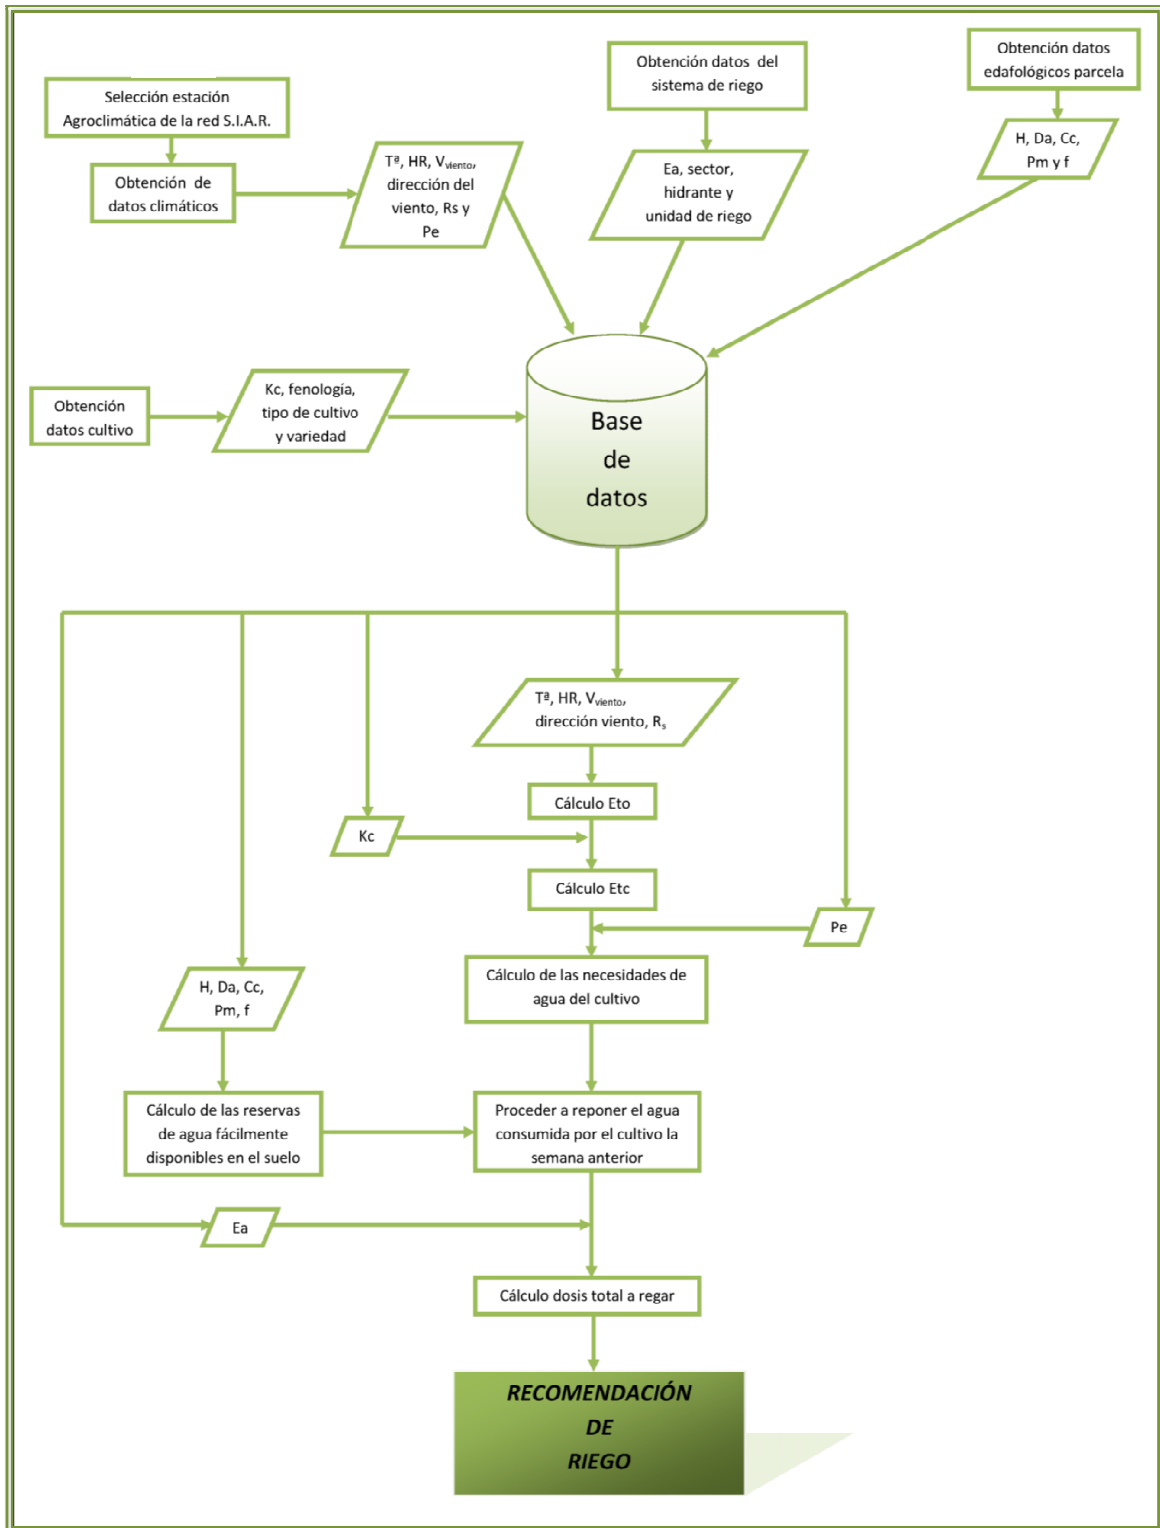 Selección estación
Agroclimática de la red S.I.A.R.
Obtención de
datos climáticos
Tª, HR, Vviento,
dirección del
viento, Rs y
Pe
Obtención datos del
sistema de riego
Ea, sector,
hidrante y
unidad de riego
Obtención datos
edafológicos parcela
H, Da, Cc,
Pm y f
Obtención
datos cultivo
Kc, fenología,
tipo de cultivo
y variedad
Base
de
datos
Tª, HR, Vviento,
dirección viento, Rs
Cálculo Eto
Kc
Cálculo Etc
Pe
Cálculo de las necesidades de
agua del cultivo
H, Da, Cc,
Pm, f
Cálculo de las reservas
de agua fácilmente
disponibles en el suelo
Proceder a reponer el agua
consumida por el cultivo la
semana anterior
Ea
Cálculo dosis total a regar
RECOMENDACIÓN
DE
RIEGO